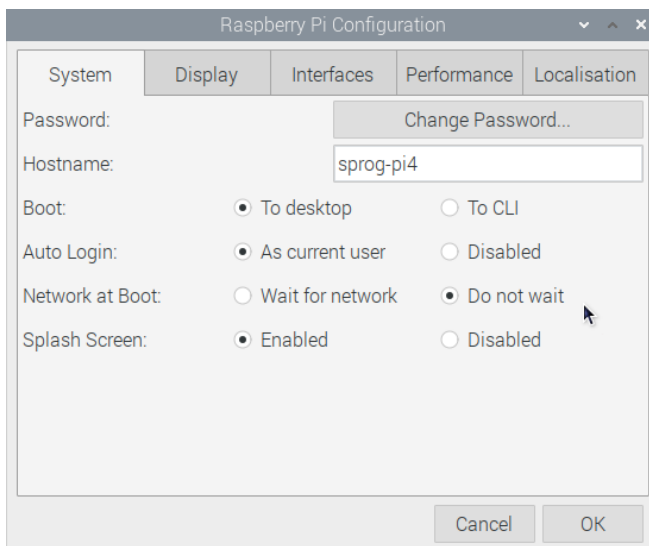 Raspberry Pi Configuration
System Display Interfaces Performance Localisation
Password: Change Password...
Hostname: sprog-pi4
Boot: To desktop To CLI
Auto Login: As current user Disabled
Network at Boot: Wait for network Do not wait
Splash Screen: Enabled Disabled
Cancel OK